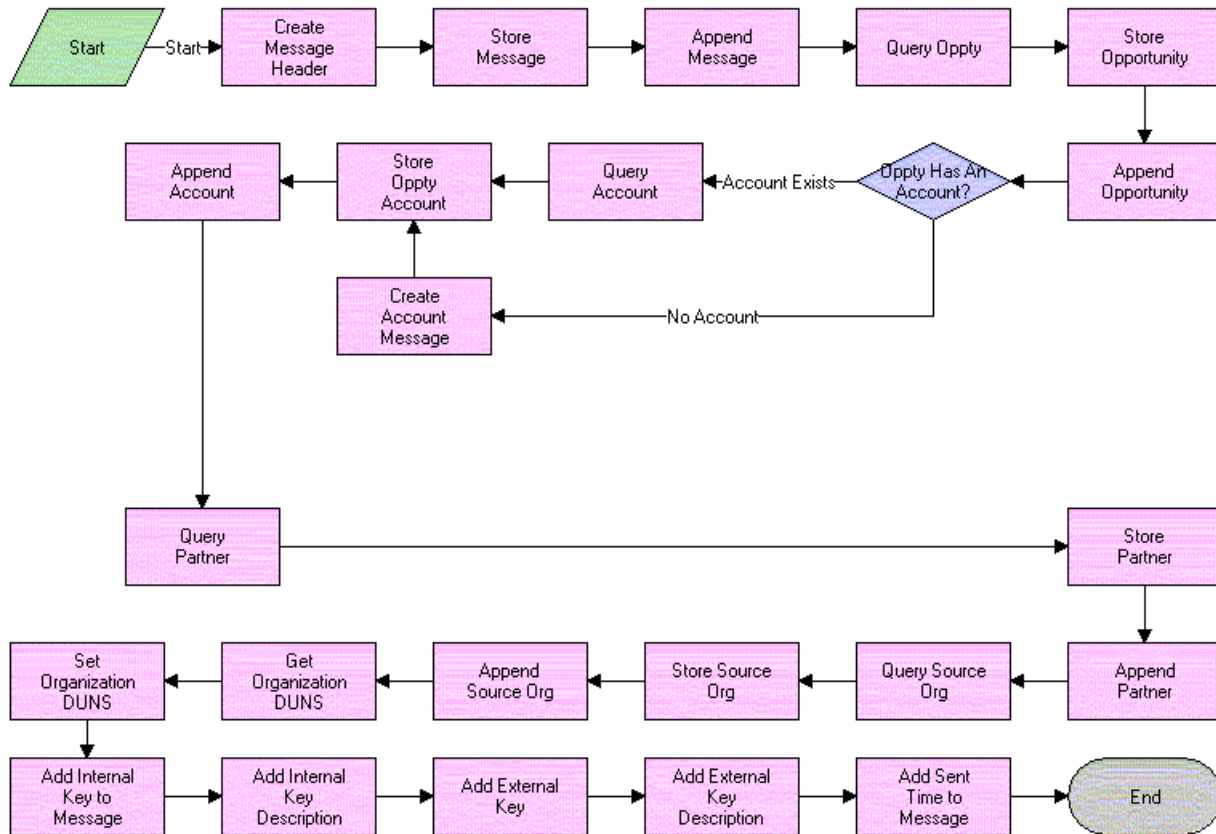 Start
Start
Create
Message
Header
Store
Message
Append
Message
Query Oppty
Store
Opportunity
Append
Account
Store
Oppty
Account
Query
Account
Account Exists
Oppty Has An
Account?
Append
Opportunity
Create
Account
Message
No Account
Query
Partner
Store
Partner
Set
Organization
DUNS
Get
Organization
DUNS
Append
Source Org
Store Source
Org
Query Source
Org
Append
Partner
Add Internal
Key to
Message
Add Internal
Key
Description
Add External
Key
Add External
Key
Description
Add Sent
Time to
Message
End